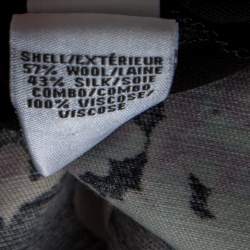 SHELL/EXTÉRIEUR
57% WOOL/LAINE
43% SILK/SOIE
COMBO/COMBO/
100% VISCOSE/
VISCOSE